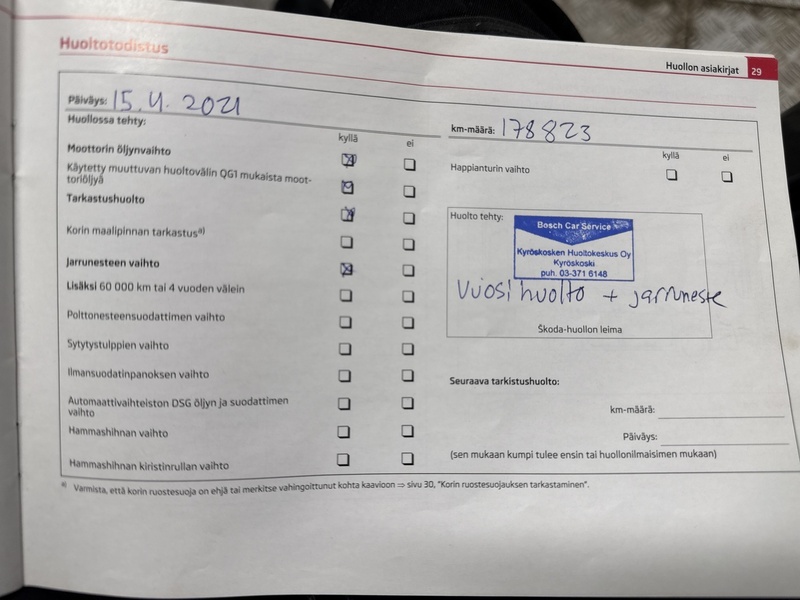 Huoltotodistus
Huollon asiakirjat 29
Päiväys: 15.4.2021
Huollossa tehty:
kyllä ei
Moottorin öljynvaihto
Käytetty muuttuvan huoltovälin QG1 mukaista moot-
toriöljyä
Tarkastushuolto
Korin maalipinnan tarkastus a)
Jarrunesteen vaihto
Lisäksi 60 000 km tai 4 vuoden välein
Polttonesteensuodattimen vaihto
Sytytystulppien vaihto
Ilmansuodatinpanoksen vaihto
Automaattivaihteiston DSG öljyn ja suodattimen
vaihto
Hammashihnan vaihto
Hammashihnan kiristinrullan vaihto
km-määrä: 178823
kyllä ei
Happianturin vaihto
Huolto tehty:
Bosch Car Service
Kyröskosken Huoltokeskus Oy
Kyröskoski
puh. 03-371 6148
Vuosihuolto + jarruneste
Škoda-huollon leima
Seuraava tarkistushuolto:
km-määrä:
Päiväys:
(sen mukaan kumpi tulee ensin tai huollonilmaisimen mukaan)
a) Varmista, että korin ruostesuoja on ehjä tai merkitse vahingoittunut kohta kaavioon ⇒ sivu 30, "Korin ruostesuojauksen tarkastaminen".